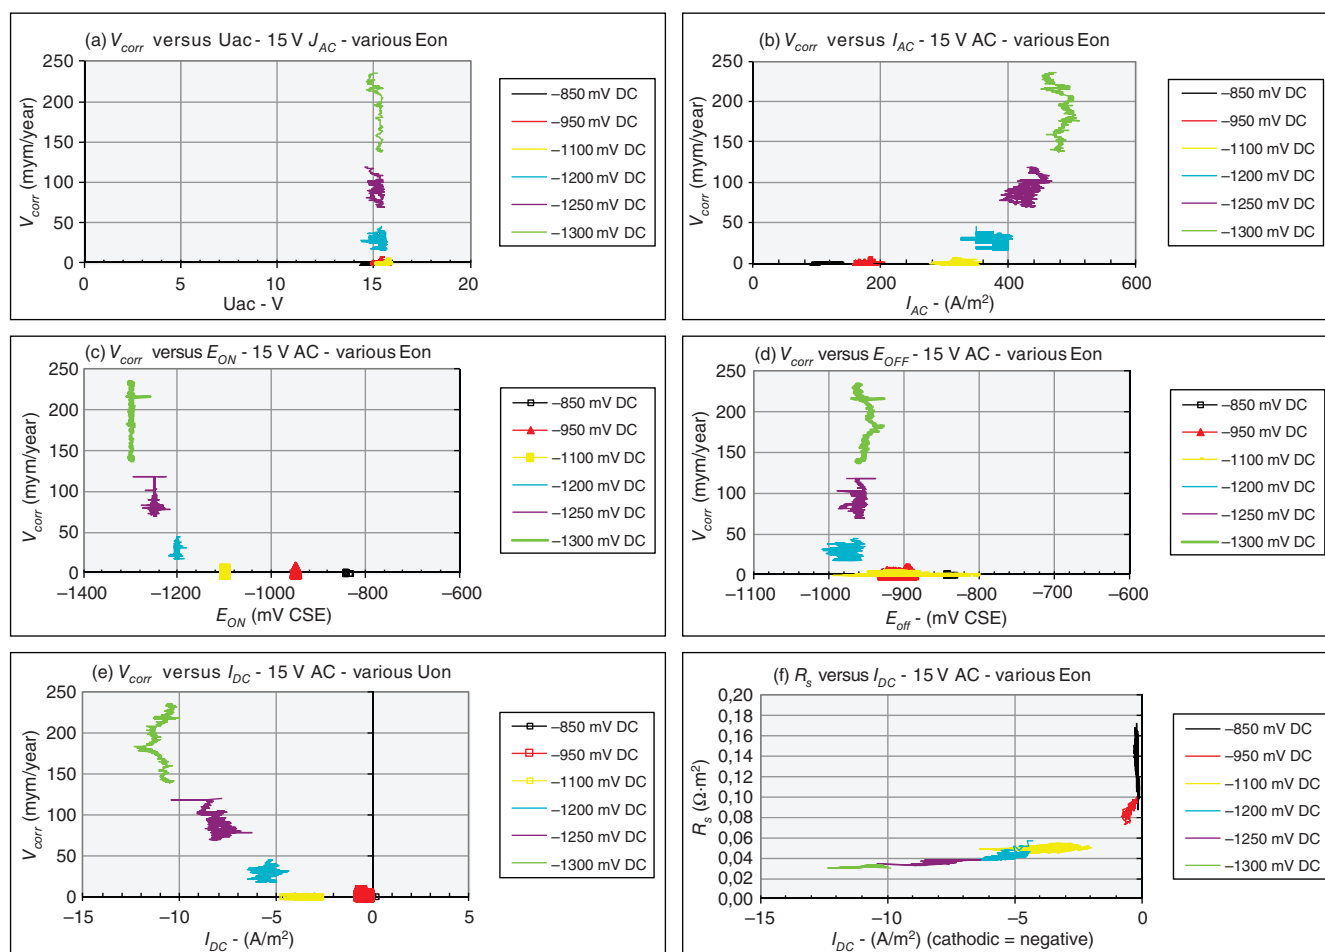 (a) Vcorr versus Uac - 15 V JAC - various Eon
Vcorr (mym/year)
250
200
150
100
50
0
0 5 10 15 20
Uac - V
–850 mV DC
–950 mV DC
–1100 mV DC
–1200 mV DC
–1250 mV DC
–1300 mV DC
(b) Vcorr versus IAC - 15 V AC - various Eon
Vcorr (mym/year)
250
200
150
100
50
0
0 200 400 600
IAC - (A/m²)
–850 mV DC
–950 mV DC
–1100 mV DC
–1200 mV DC
–1250 mV DC
–1300 mV DC
(c) Vcorr versus EON - 15 V AC - various Eon
Vcorr (mym/year)
250
200
150
100
50
0
–1400 –1200 –1000 –800 –600
EON (mV CSE)
–850 mV DC
–950 mV DC
–1100 mV DC
–1200 mV DC
–1250 mV DC
–1300 mV DC
(d) Vcorr versus EOFF - 15 V AC - various Eon
Vcorr (mym/year)
250
200
150
100
50
0
–1100 –1000 –900 –800 –700 –600
Eoff - (mV CSE)
–850 mV DC
–950 mV DC
–1100 mV DC
–1200 mV DC
–1250 mV DC
–1300 mV DC
(e) Vcorr versus IDC - 15 V AC - various Uon
Vcorr (mym/year)
250
200
150
100
50
0
–15 –10 –5 0 5
IDC - (A/m²)
–850 mV DC
–950 mV DC
–1100 mV DC
–1200 mV DC
–1250 mV DC
–1300 mV DC
(f) Rs versus IDC - 15 V AC - various Eon
Rs (Ω·m²)
0,20
0,18
0,16
0,14
0,12
0,10
0,08
0,06
0,04
0,02
0,00
–15 –10 –5 0
IDC - (A/m²) (cathodic = negative)
–850 mV DC
–950 mV DC
–1100 mV DC
–1200 mV DC
–1250 mV DC
–1300 mV DC